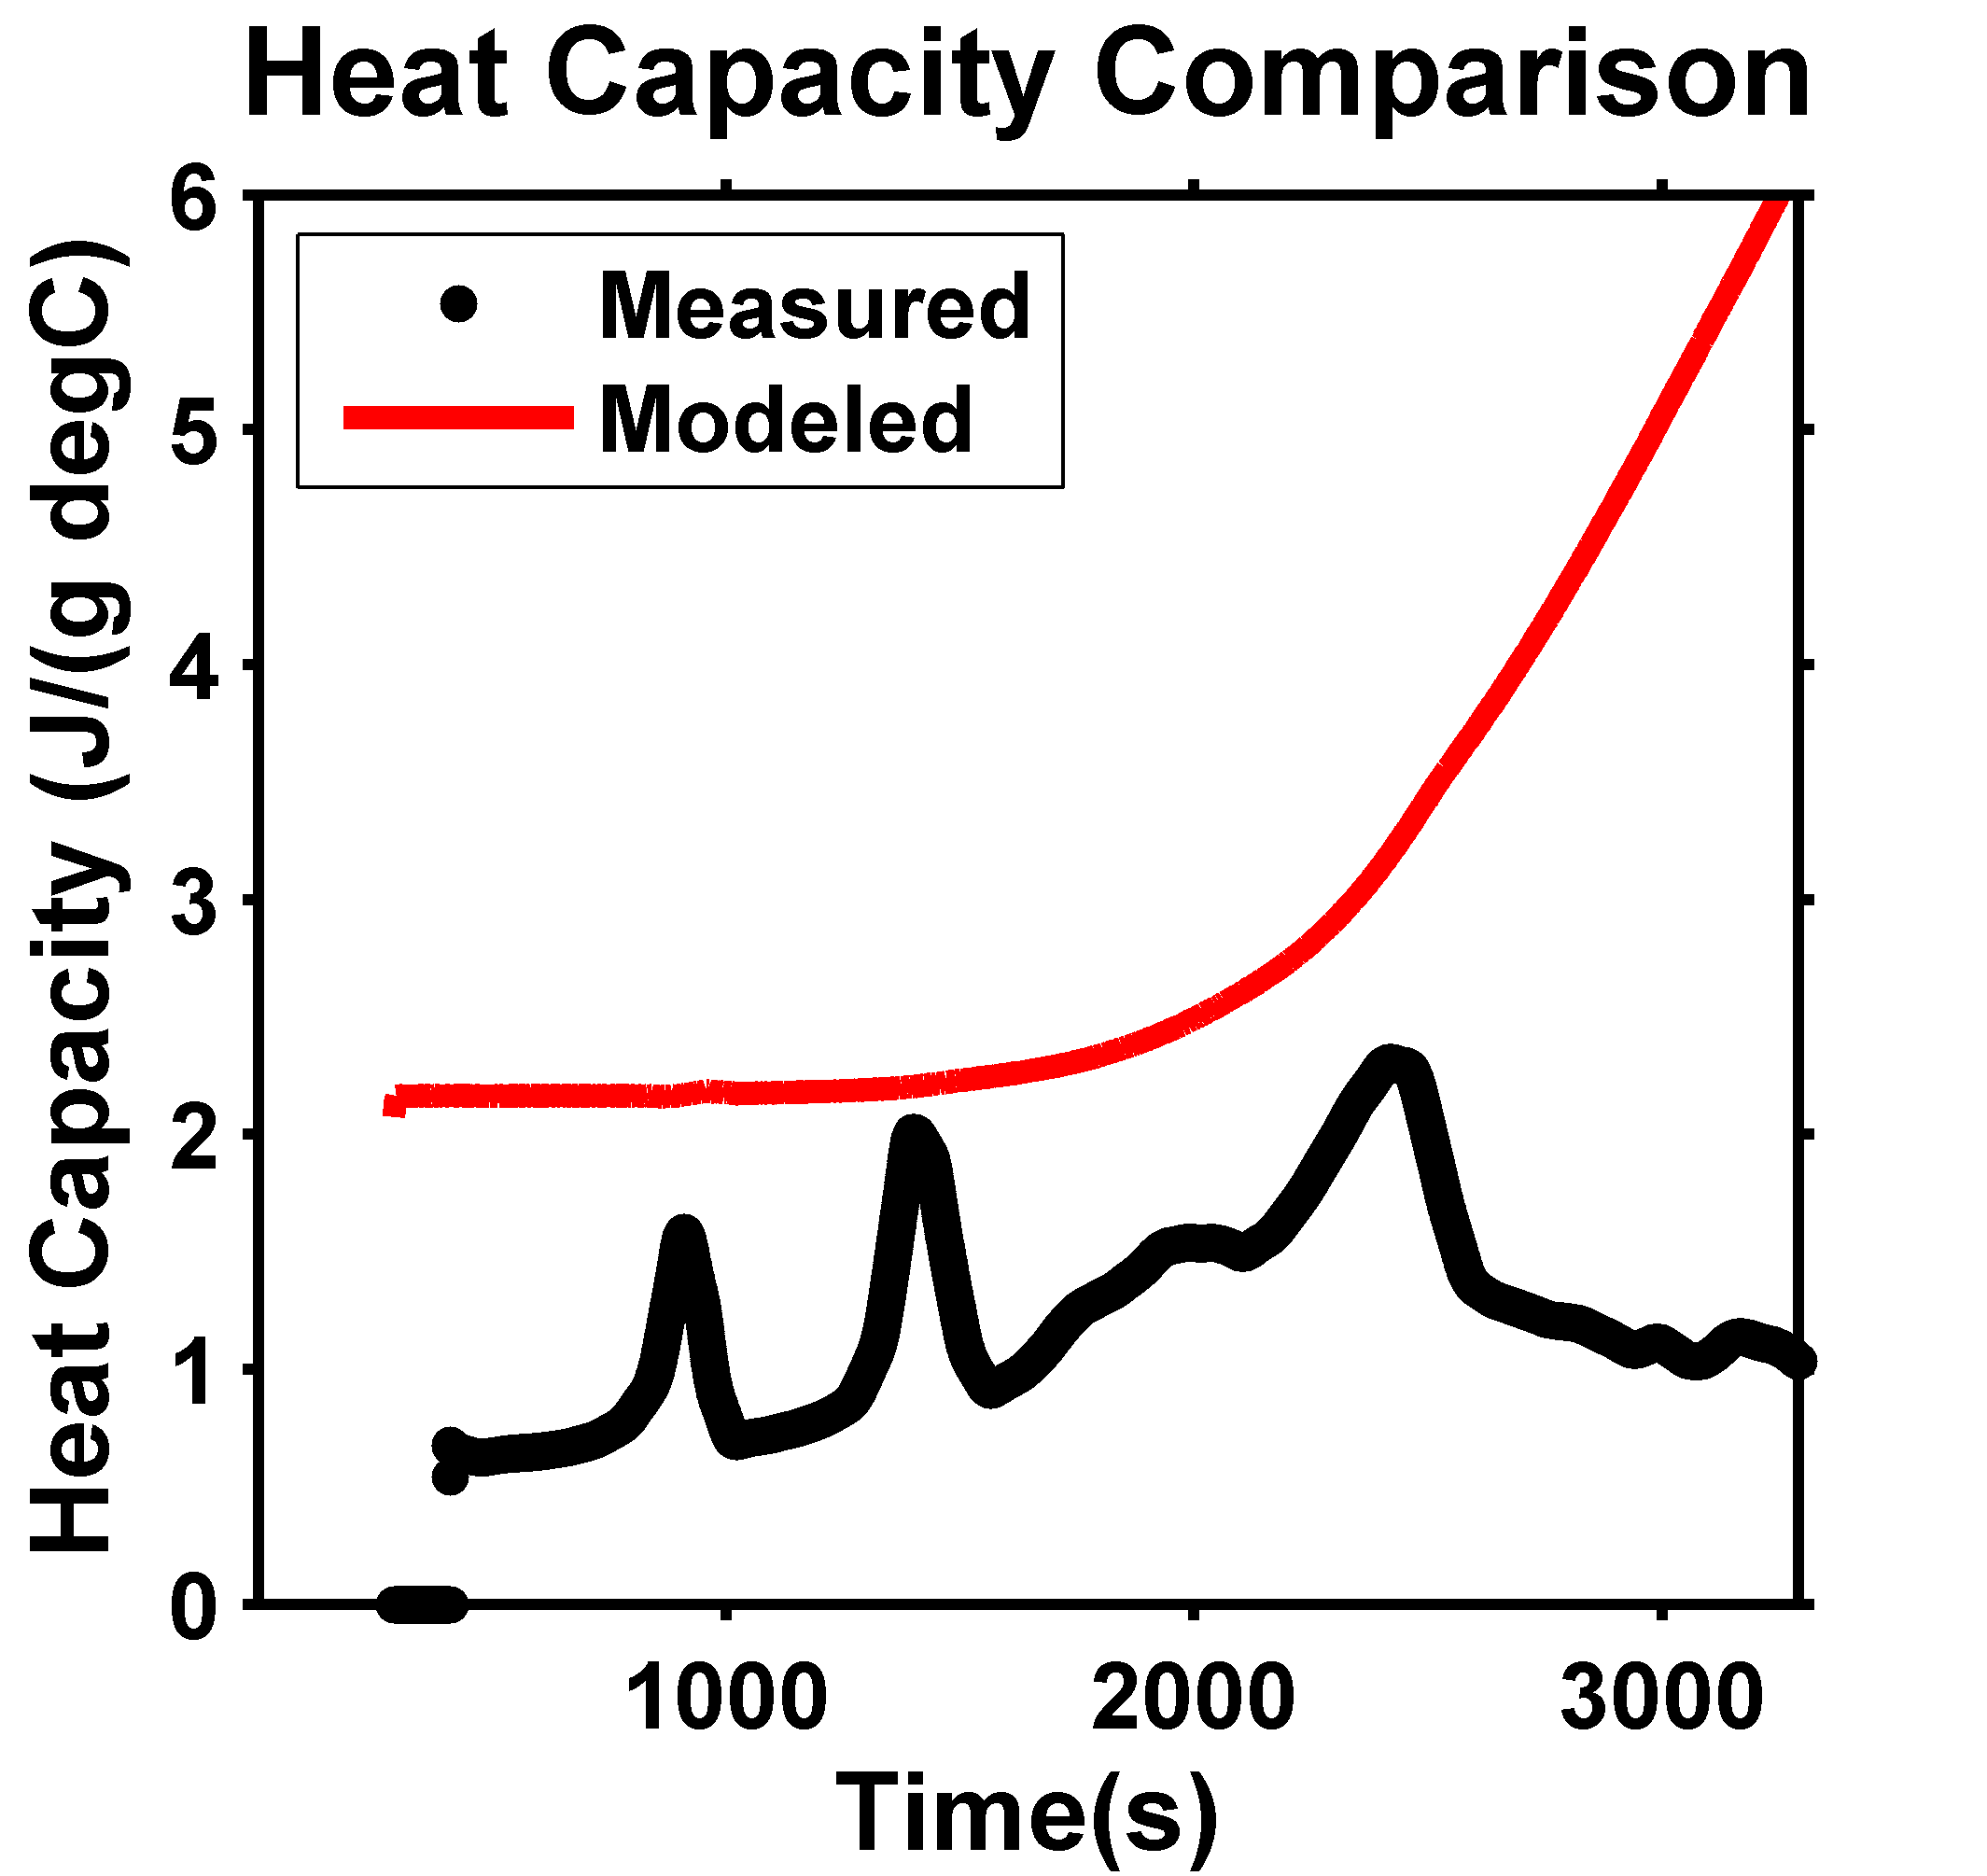 Heat Capacity Comparison
Heat Capacity (J/(g degC)
6
5
4
3
2
1
0
Measured
Modeled
1000 2000 3000
Time(s)